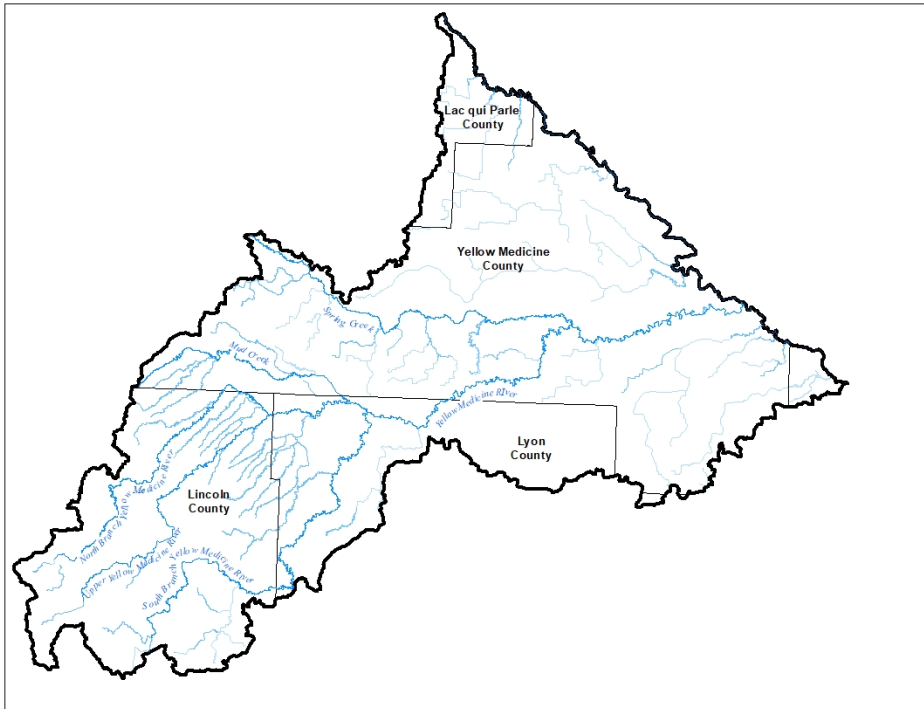 Lac qui Parle
County
Yellow Medicine
County
Spring Creek
Mud Creek
Yellow Medicine River
Lyon
County
North Branch Yellow Medicine River
Lincoln
County
Upper Yellow Medicine River
South Branch Yellow Medicine River